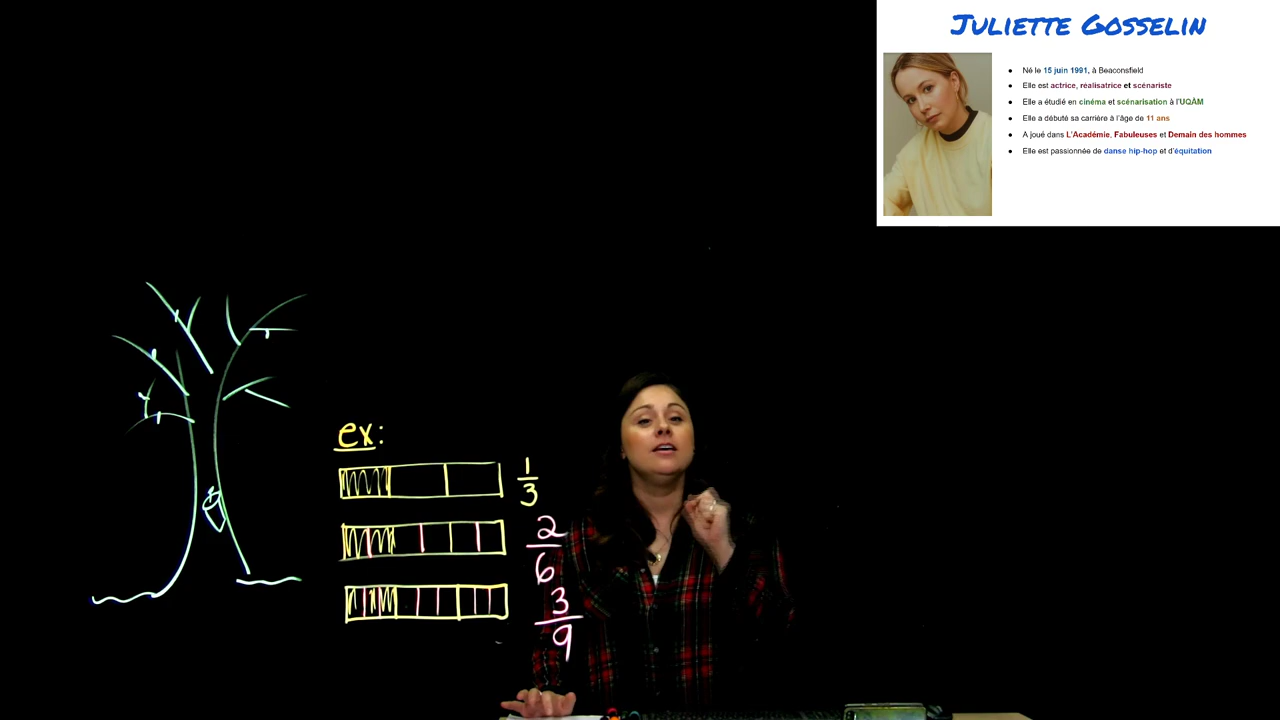 Juliette Gosselin
● Né le 15 juin 1991, à Beaconsfield
● Elle est actrice, réalisatrice et scénariste
● Elle a étudié en cinéma et scénarisation à l'UQÀM
● Elle a débuté sa carrière à l'âge de 11 ans
● A joué dans L'Académie, Fabuleuses et Demain des hommes
● Elle est passionnée de danse hip-hop et d'équitation
ex:
1/3
2/6
3/9